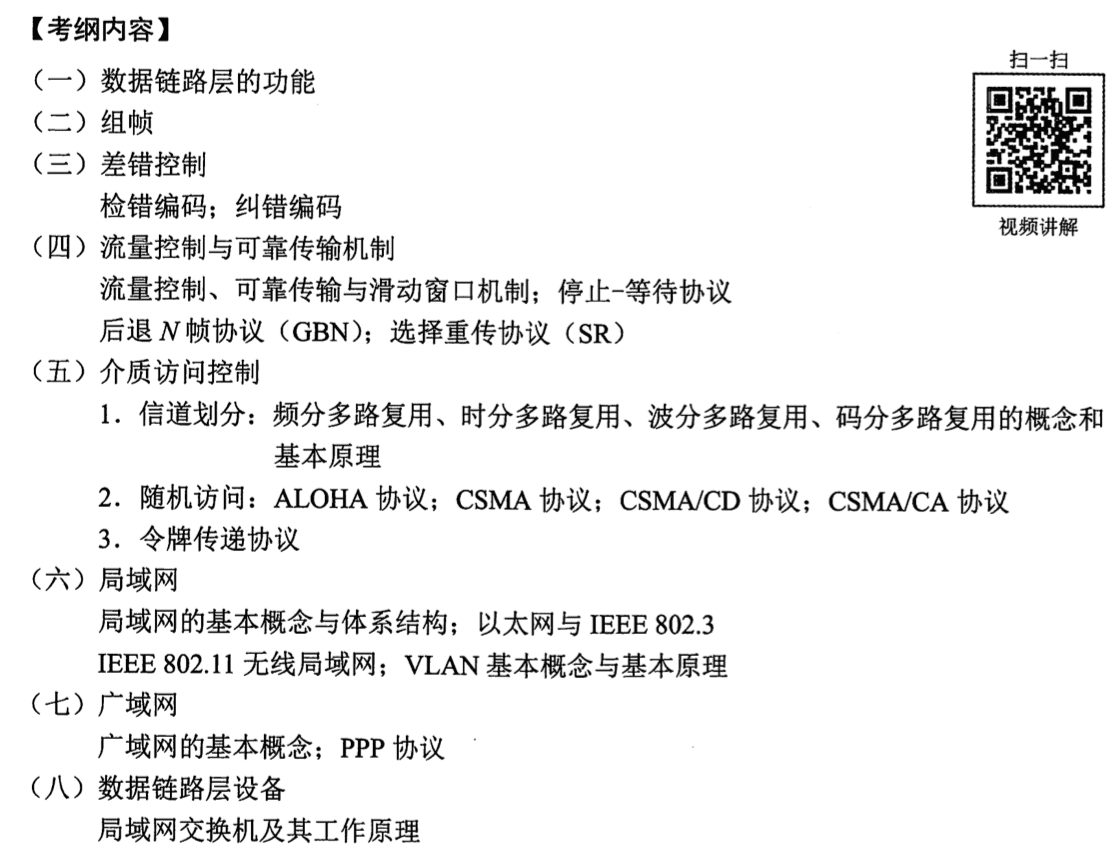 【考纲内容】
扫一扫
（一）数据链路层的功能
（二）组帧
（三）差错控制
检错编码；纠错编码
视频讲解
（四）流量控制与可靠传输机制
流量控制、可靠传输与滑动窗口机制；停止-等待协议
后退 N 帧协议（GBN）；选择重传协议（SR）
（五）介质访问控制
1．信道划分：频分多路复用、时分多路复用、波分多路复用、码分多路复用的概念和
基本原理
2．随机访问：ALOHA 协议；CSMA 协议；CSMA/CD 协议；CSMA/CA 协议
3．令牌传递协议
（六）局域网
局域网的基本概念与体系结构；以太网与 IEEE 802.3
IEEE 802.11 无线局域网；VLAN 基本概念与基本原理
（七）广域网
广域网的基本概念；PPP 协议
（八）数据链路层设备
局域网交换机及其工作原理